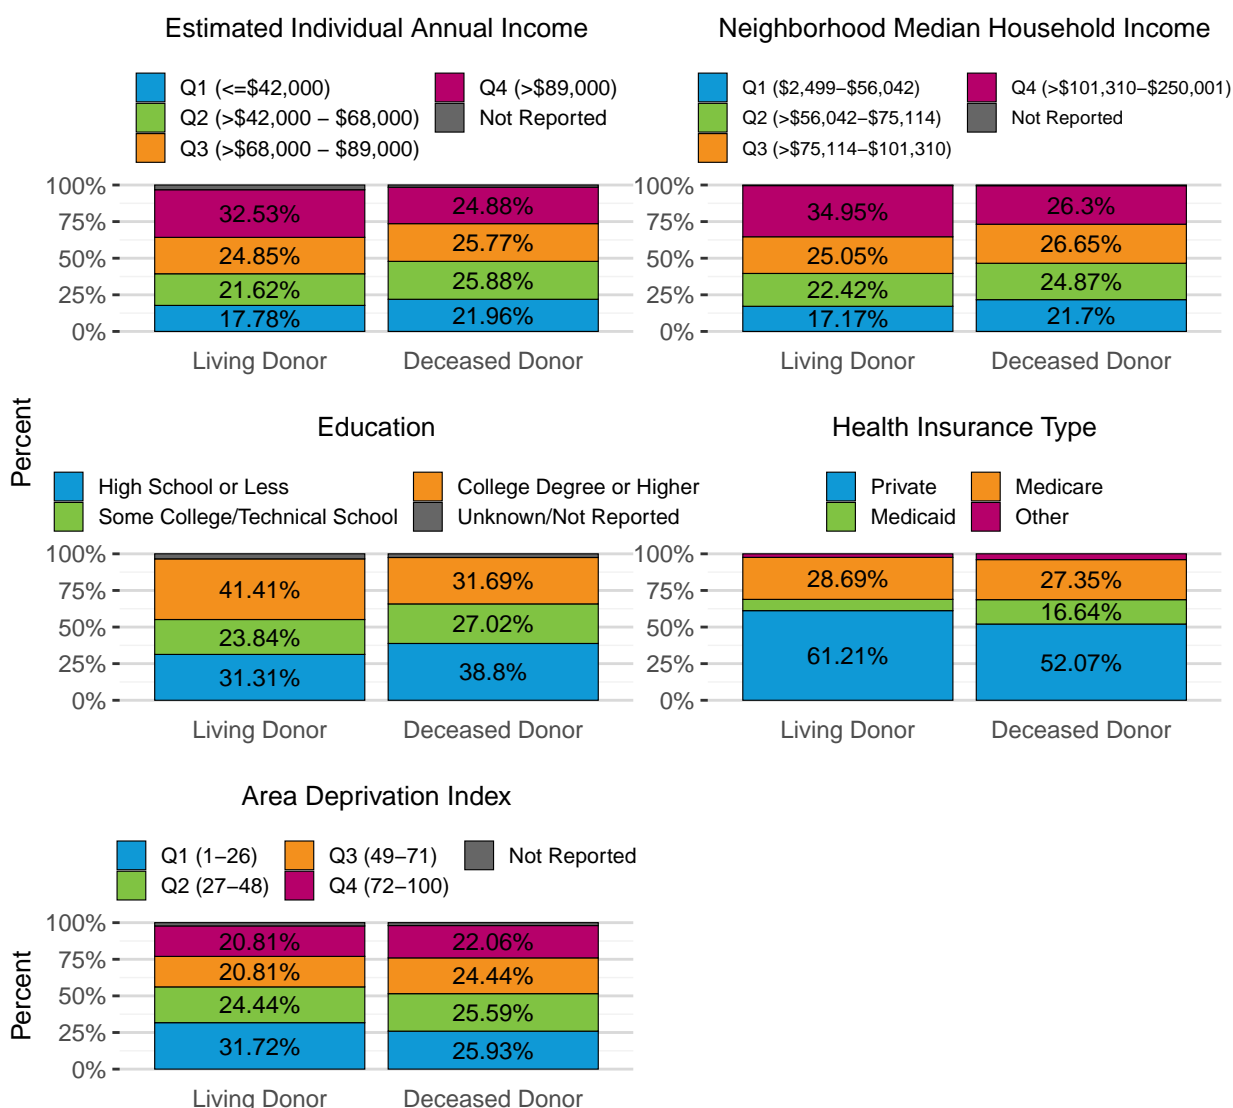 Estimated Individual Annual Income
Q1 (<=$42,000)
Q2 (>$42,000 − $68,000)
Q3 (>$68,000 − $89,000)
Q4 (>$89,000)
Not Reported
100%
75%
50%
25%
0%
32.53%
24.85%
21.62%
17.78%
24.88%
25.77%
25.88%
21.96%
Living Donor
Deceased Donor
Neighborhood Median Household Income
Q1 ($2,499−$56,042)
Q2 (>$56,042−$75,114)
Q3 (>$75,114−$101,310)
Q4 (>$101,310−$250,001)
Not Reported
100%
75%
50%
25%
0%
34.95%
25.05%
22.42%
17.17%
26.3%
26.65%
24.87%
21.7%
Living Donor
Deceased Donor
Percent
Education
High School or Less
Some College/Technical School
College Degree or Higher
Unknown/Not Reported
100%
75%
50%
25%
0%
41.41%
23.84%
31.31%
31.69%
27.02%
38.8%
Living Donor
Deceased Donor
Health Insurance Type
Private
Medicaid
Medicare
Other
100%
75%
50%
25%
0%
28.69%
61.21%
27.35%
16.64%
52.07%
Living Donor
Deceased Donor
Area Deprivation Index
Q1 (1−26)
Q2 (27−48)
Q3 (49−71)
Q4 (72−100)
Not Reported
Percent
100%
75%
50%
25%
0%
20.81%
20.81%
24.44%
31.72%
22.06%
24.44%
25.59%
25.93%
Living Donor
Deceased Donor